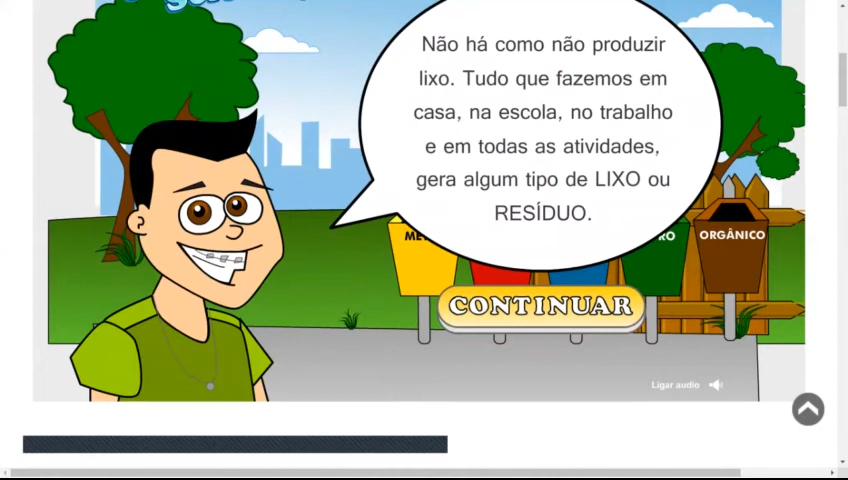 Não há como não produzir
lixo. Tudo que fazemos em
casa, na escola, no trabalho
e em todas as atividades,
gera algum tipo de LIXO ou
RESÍDUO.
ORGÂNICO
CONTINUAR
Ligar audio